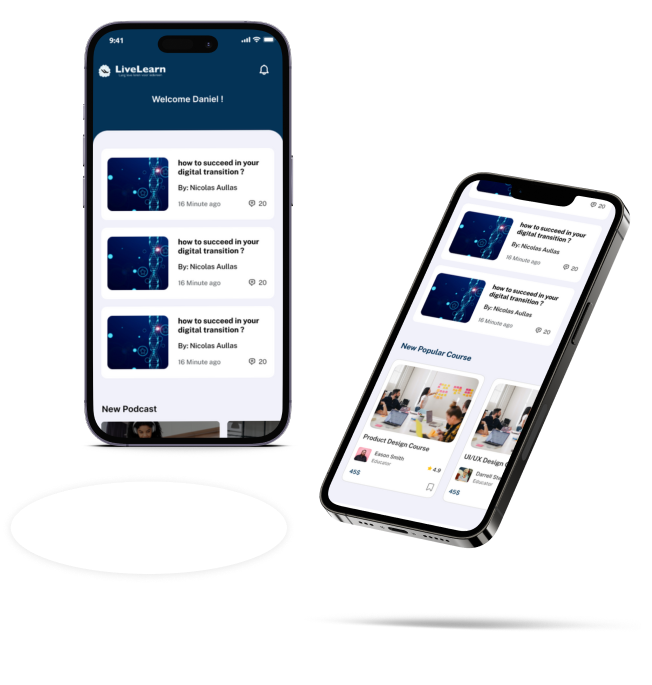 9:41
LiveLearn
Welcome Daniel !
how to succeed in your
digital transition ?
By: Nicolas Aullas
16 Minute ago
20
how to succeed in your
digital transition ?
By: Nicolas Aullas
16 Minute ago
20
how to succeed in your
digital transition ?
By: Nicolas Aullas
16 Minute ago
20
New Podcast
20
how to succeed in your
digital transition ?
By: Nicolas Aullas
16 Minute ago
20
how to succeed in your
digital transition ?
By: Nicolas Aullas
16 Minute ago
20
New Popular Course
Product Design Course
Eason Smith
Educator
4.9
45$
UI/UX Design
Darrell
Educator
45$